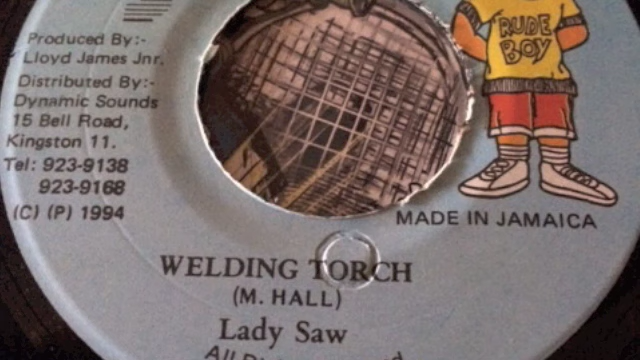 Produced By:-
Lloyd James Jnr.
Distributed By:-
Dynamic Sounds
15 Bell Road,
Kingston 11.
Tel: 923-9138
923-9168
(C) (P) 1994
RUDE
BOY
MADE IN JAMAICA
WELDING TORCH
(M. HALL)
Lady Saw
All